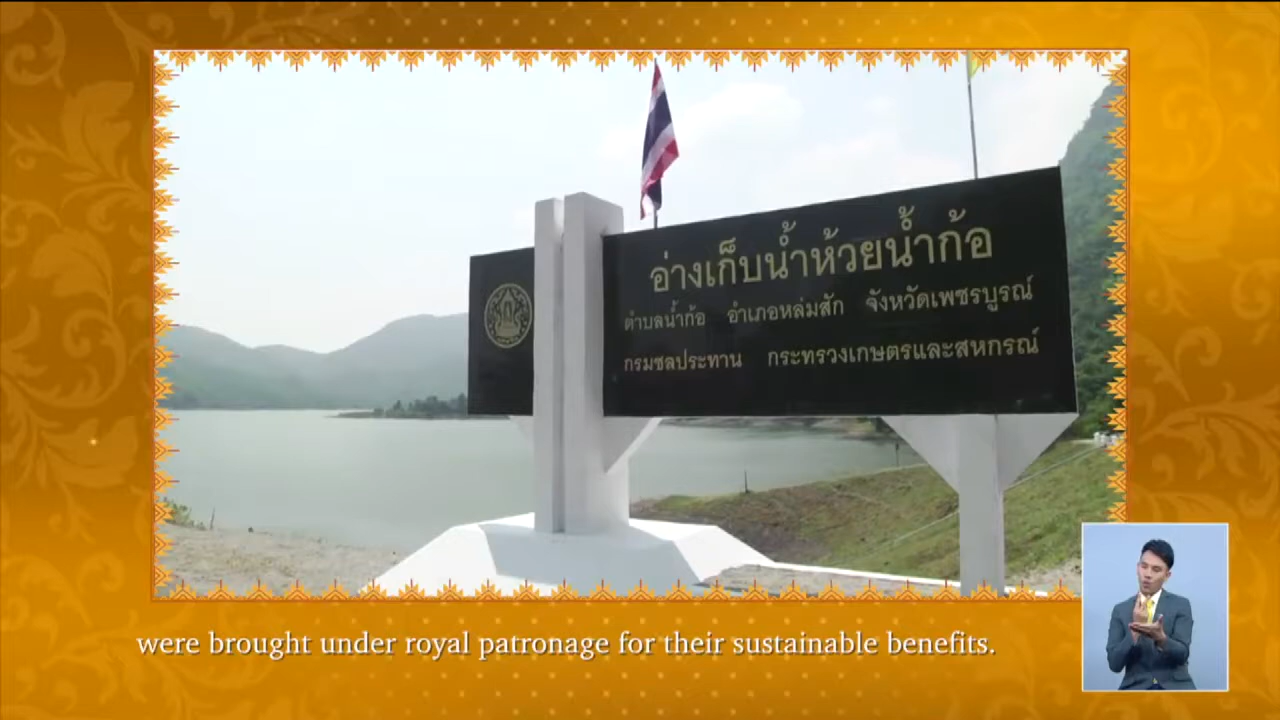 อ่างเก็บน้ำห้วยน้ำก้อ
ตำบลน้ำก้อ อำเภอหล่มสัก จังหวัดเพชรบูรณ์
กรมชลประทาน กระทรวงเกษตรและสหกรณ์
were brought under royal patronage for their sustainable benefits.